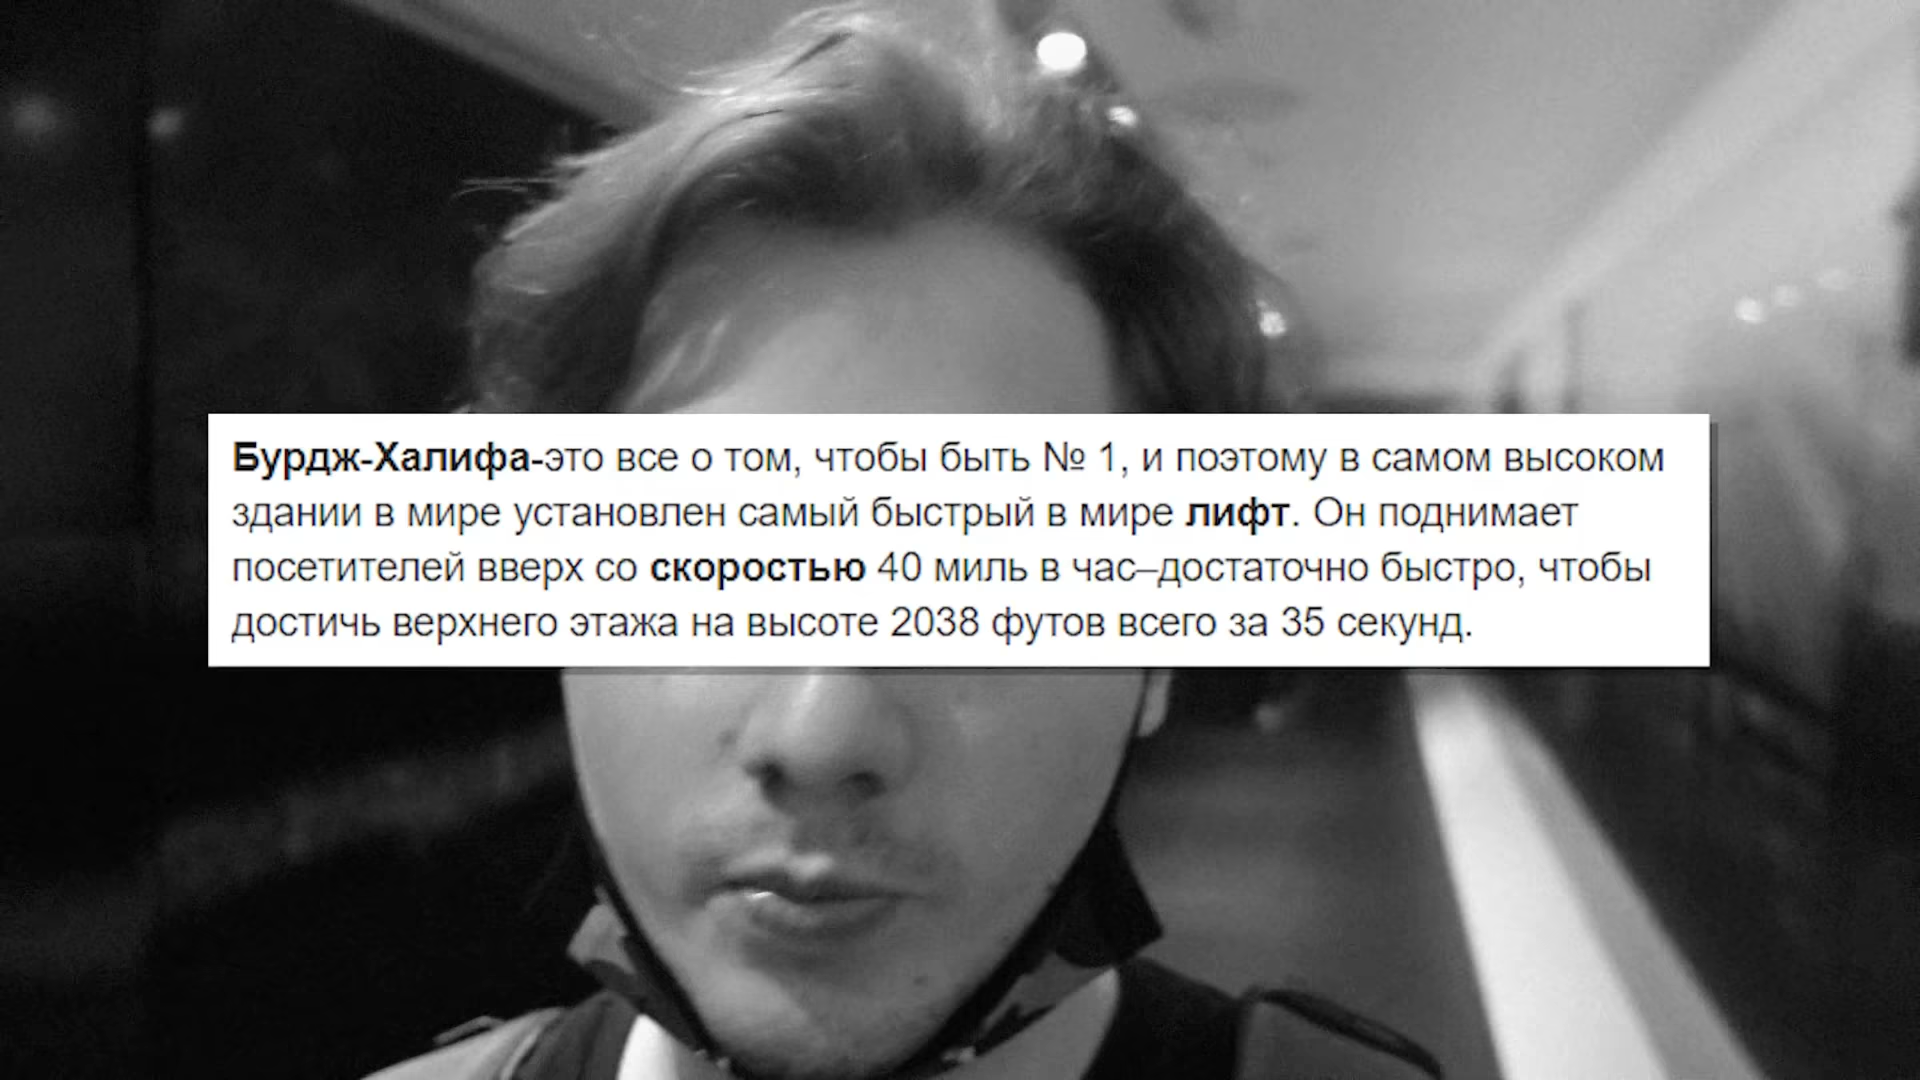 Бурдж-Халифа-это все о том, чтобы быть № 1, и поэтому в самом высоком
здании в мире установлен самый быстрый в мире лифт. Он поднимает
посетителей вверх со скоростью 40 миль в час–достаточно быстро, чтобы
достичь верхнего этажа на высоте 2038 футов всего за 35 секунд.